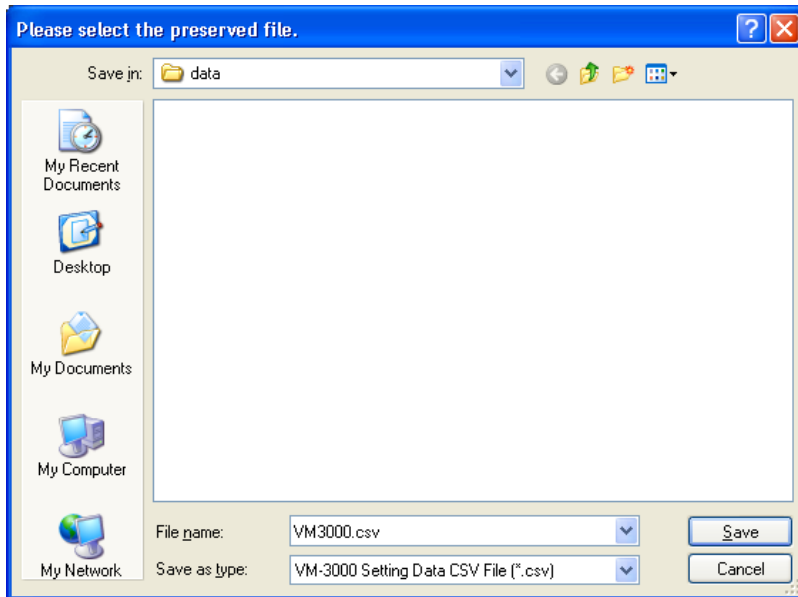 Please select the preserved file.
Save in:
data
My Recent
Documents
Desktop
My Documents
My Computer
My Network
File name:
VM3000.csv
Save
Save as type:
VM-3000 Setting Data CSV File (*.csv)
Cancel